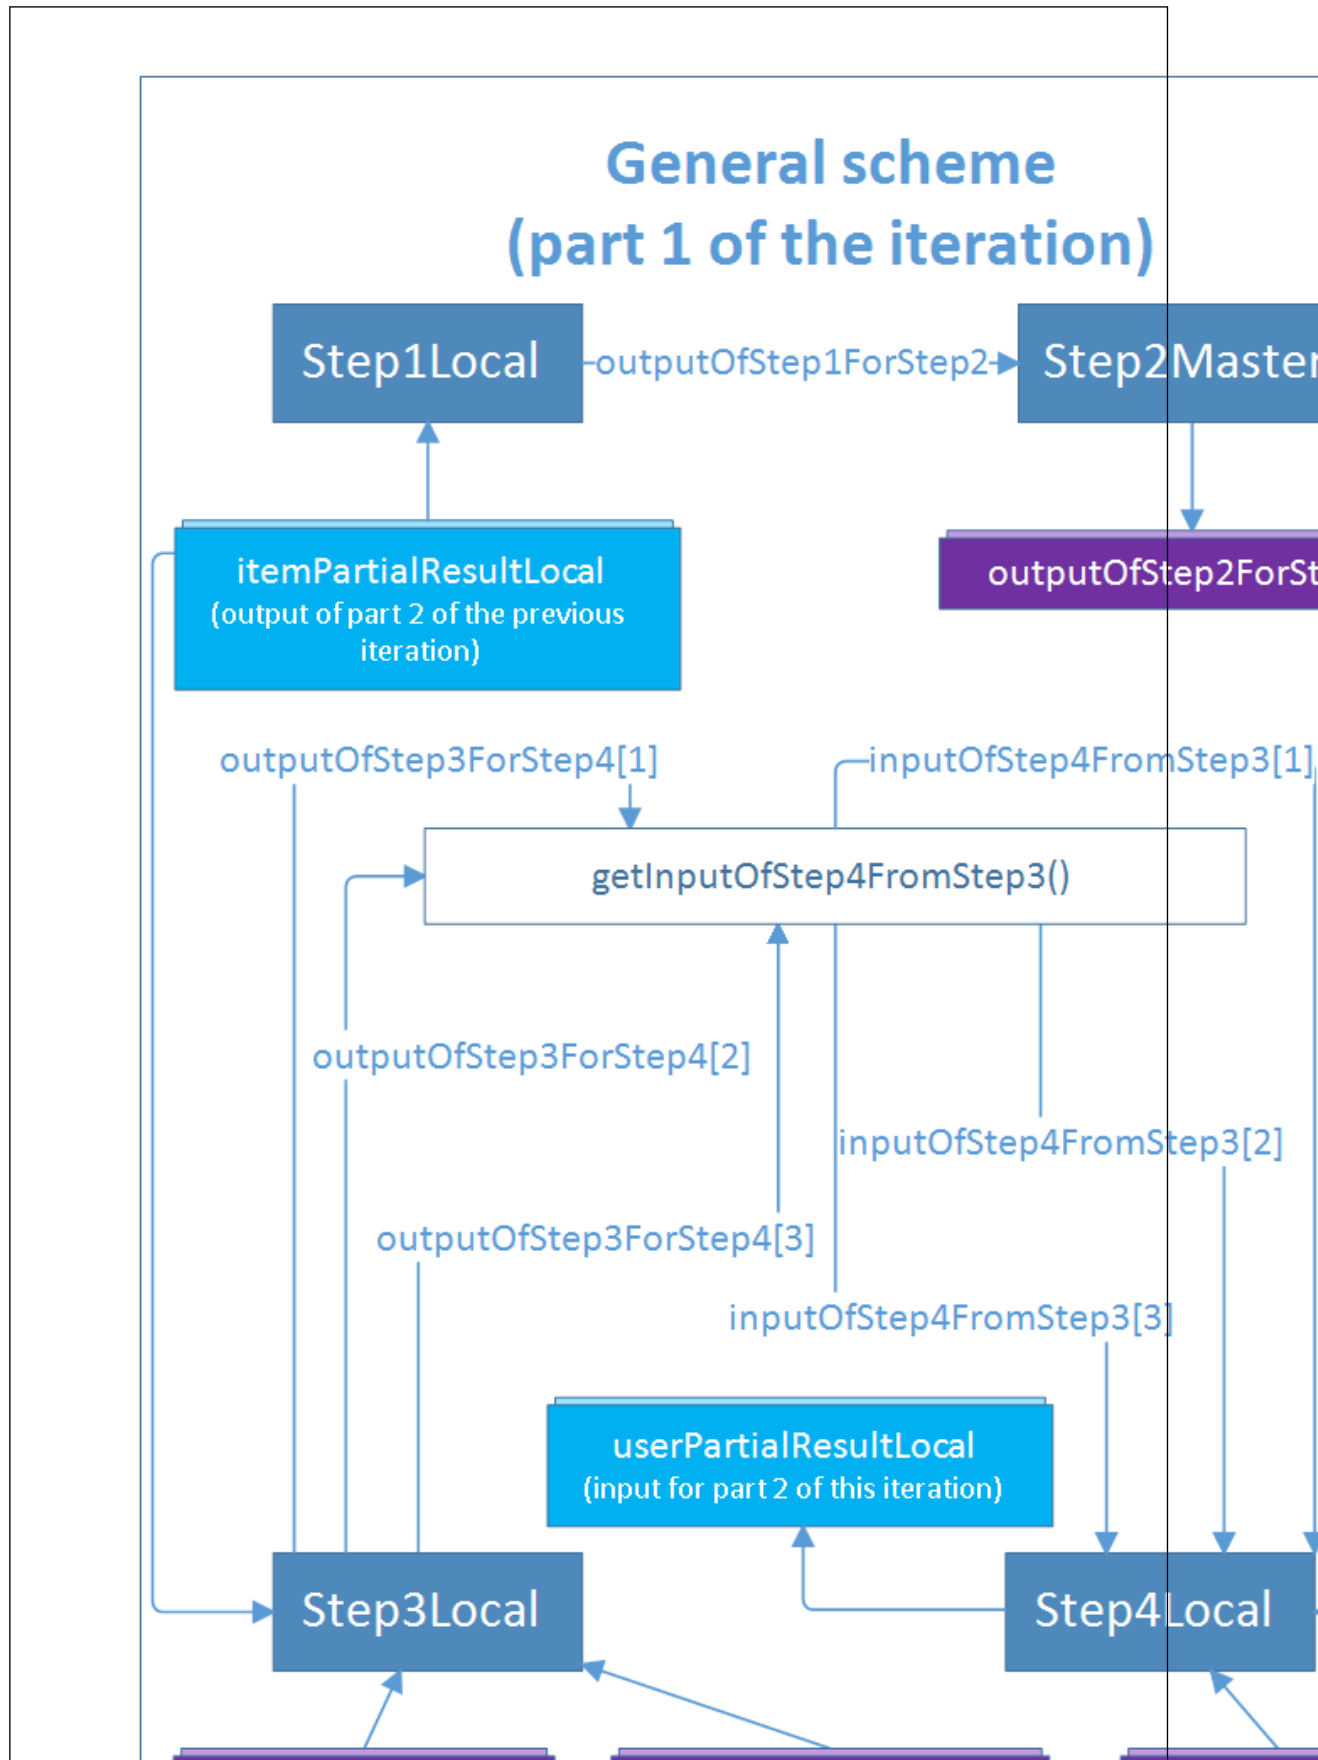 General scheme
(part 1 of the iteration)
Step1Local
outputOfStep1ForStep2
Step2Master
itemPartialResultLocal
(output of part 2 of the previous
iteration)
outputOfStep2ForSt
outputOfStep3ForStep4[1]
inputOfStep4FromStep3[1]
getInputOfStep4FromStep3()
outputOfStep3ForStep4[2]
inputOfStep4FromStep3[2]
outputOfStep3ForStep4[3]
inputOfStep4FromStep3[3]
userPartialResultLocal
(input for part 2 of this iteration)
Step3Local
Step4Local